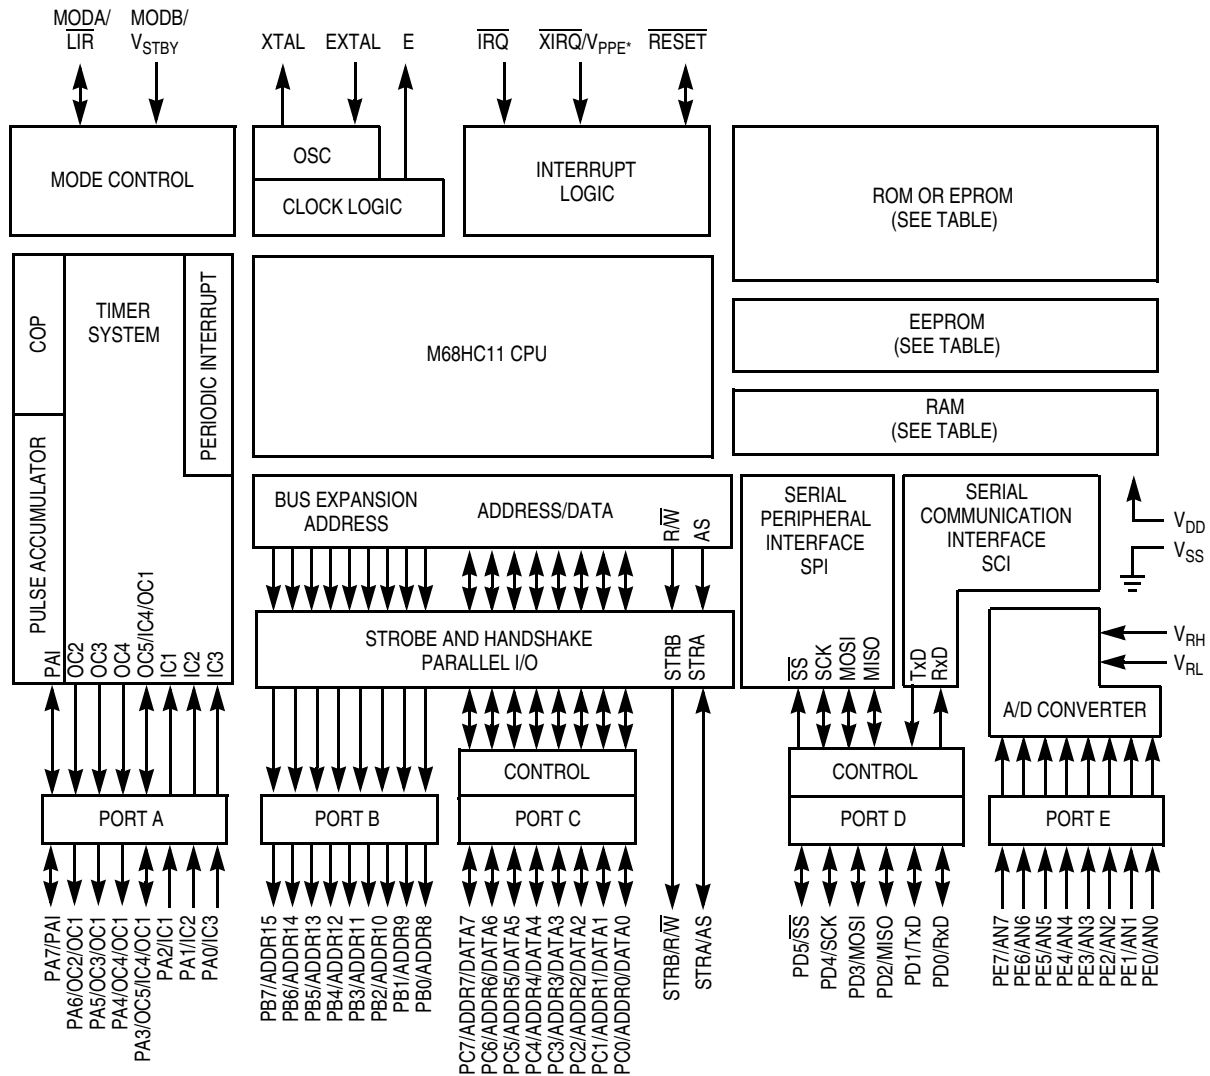 MODA/
LIR
MODB/
VSTBY
XTAL
EXTAL
E
IRQ
XIRQ/VPPE*
RESET
MODE CONTROL
OSC
CLOCK LOGIC
INTERRUPT
LOGIC
ROM OR EPROM
(SEE TABLE)
COP
TIMER
SYSTEM
PERIODIC INTERRUPT
M68HC11 CPU
EEPROM
(SEE TABLE)
RAM
(SEE TABLE)
PULSE ACCUMULATOR
PAI
OC2
OC3
OC4
OC5/IC4/OC1
IC1
IC2
IC3
BUS EXPANSION
ADDRESS
ADDRESS/DATA
R/W
AS
STROBE AND HANDSHAKE
PARALLEL I/O
STRB
STRA
SERIAL
PERIPHERAL
INTERFACE
SPI
SS
SCK
MOSI
MISO
SERIAL
COMMUNICATION
INTERFACE
SCI
TxD
RxD
VDD
VSS
VRH
VRL
A/D CONVERTER
CONTROL
CONTROL
PORT A
PORT B
PORT C
PORT D
PORT E
PA7/PAI
PA6/OC2/OC1
PA5/OC3/OC1
PA4/OC4/OC1
PA3/OC5/IC4/OC1
PA2/IC1
PA1/IC2
PA0/IC3
PB7/ADDR15
PB6/ADDR14
PB5/ADDR13
PB4/ADDR12
PB3/ADDR11
PB2/ADDR10
PB1/ADDR9
PB0/ADDR8
PC7/ADDR7/DATA7
PC6/ADDR6/DATA6
PC5/ADDR5/DATA5
PC4/ADDR4/DATA4
PC3/ADDR3/DATA3
PC2/ADDR2/DATA2
PC1/ADDR1/DATA1
PC0/ADDR0/DATA0
STRB/R/W
STRA/AS
PD5/SS
PD4/SCK
PD3/MOSI
PD2/MISO
PD1/TxD
PD0/RxD
PE7/AN7
PE6/AN6
PE5/AN5
PE4/AN4
PE3/AN3
PE2/AN2
PE1/AN1
PE0/AN0